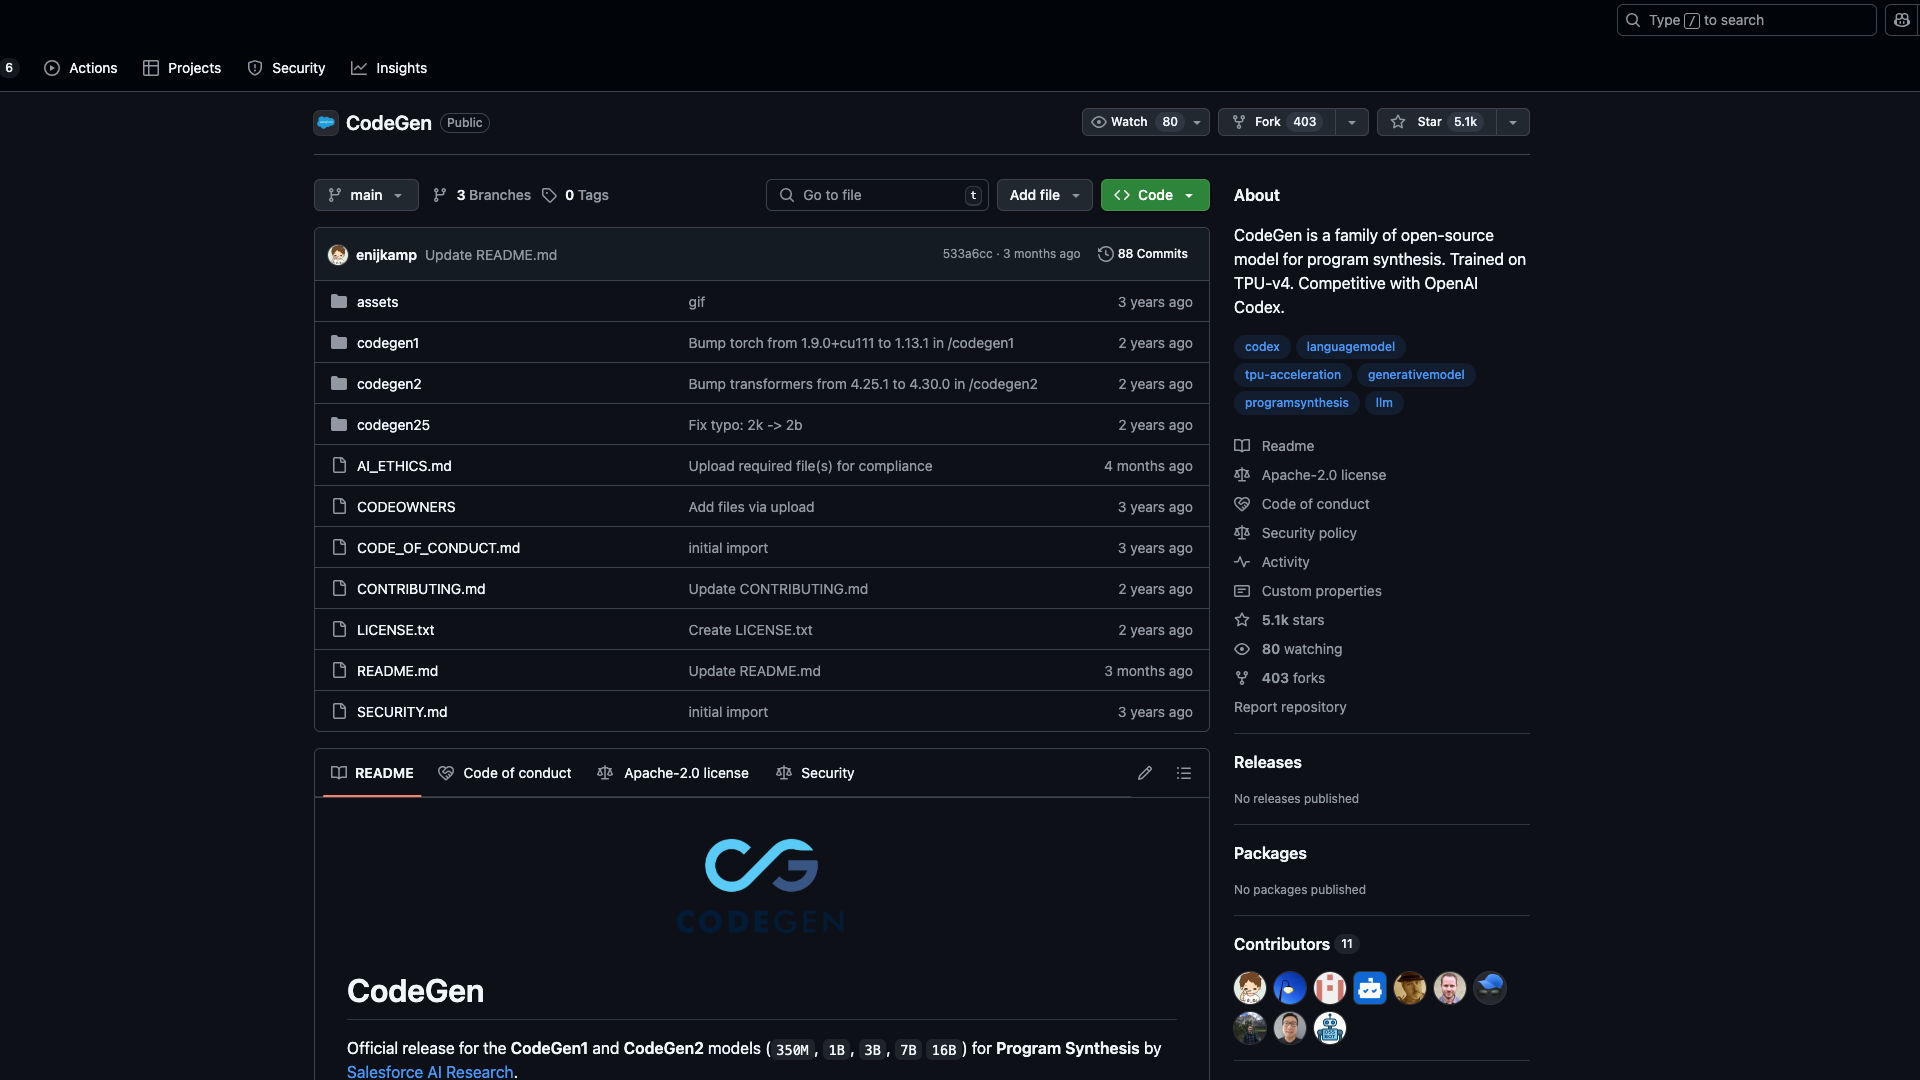 Type / to search
6 Actions Projects Security Insights
CodeGen Public
Watch 80 Fork 403 Star 5.1k
main 3 Branches 0 Tags Go to file t Add file Code
enijkamp Update README.md 533a6cc · 3 months ago 88 Commits
assets gif 3 years ago
codegen1 Bump torch from 1.9.0+cu111 to 1.13.1 in /codegen1 2 years ago
codegen2 Bump transformers from 4.25.1 to 4.30.0 in /codegen2 2 years ago
codegen25 Fix typo: 2k -> 2b 2 years ago
AI_ETHICS.md Upload required file(s) for compliance 4 months ago
CODEOWNERS Add files via upload 3 years ago
CODE_OF_CONDUCT.md initial import 3 years ago
CONTRIBUTING.md Update CONTRIBUTING.md 2 years ago
LICENSE.txt Create LICENSE.txt 2 years ago
README.md Update README.md 3 months ago
SECURITY.md initial import 3 years ago
README Code of conduct Apache-2.0 license Security
CODEGEN
CodeGen
Official release for the CodeGen1 and CodeGen2 models (350M, 1B, 3B, 7B 16B) for Program Synthesis by
Salesforce AI Research.
About
CodeGen is a family of open-source
model for program synthesis. Trained on
TPU-v4. Competitive with OpenAI
Codex.
codex languagemodel
tpu-acceleration generativemodel
programsynthesis llm
Readme
Apache-2.0 license
Code of conduct
Security policy
Activity
Custom properties
5.1k stars
80 watching
403 forks
Report repository
Releases
No releases published
Packages
No packages published
Contributors 11